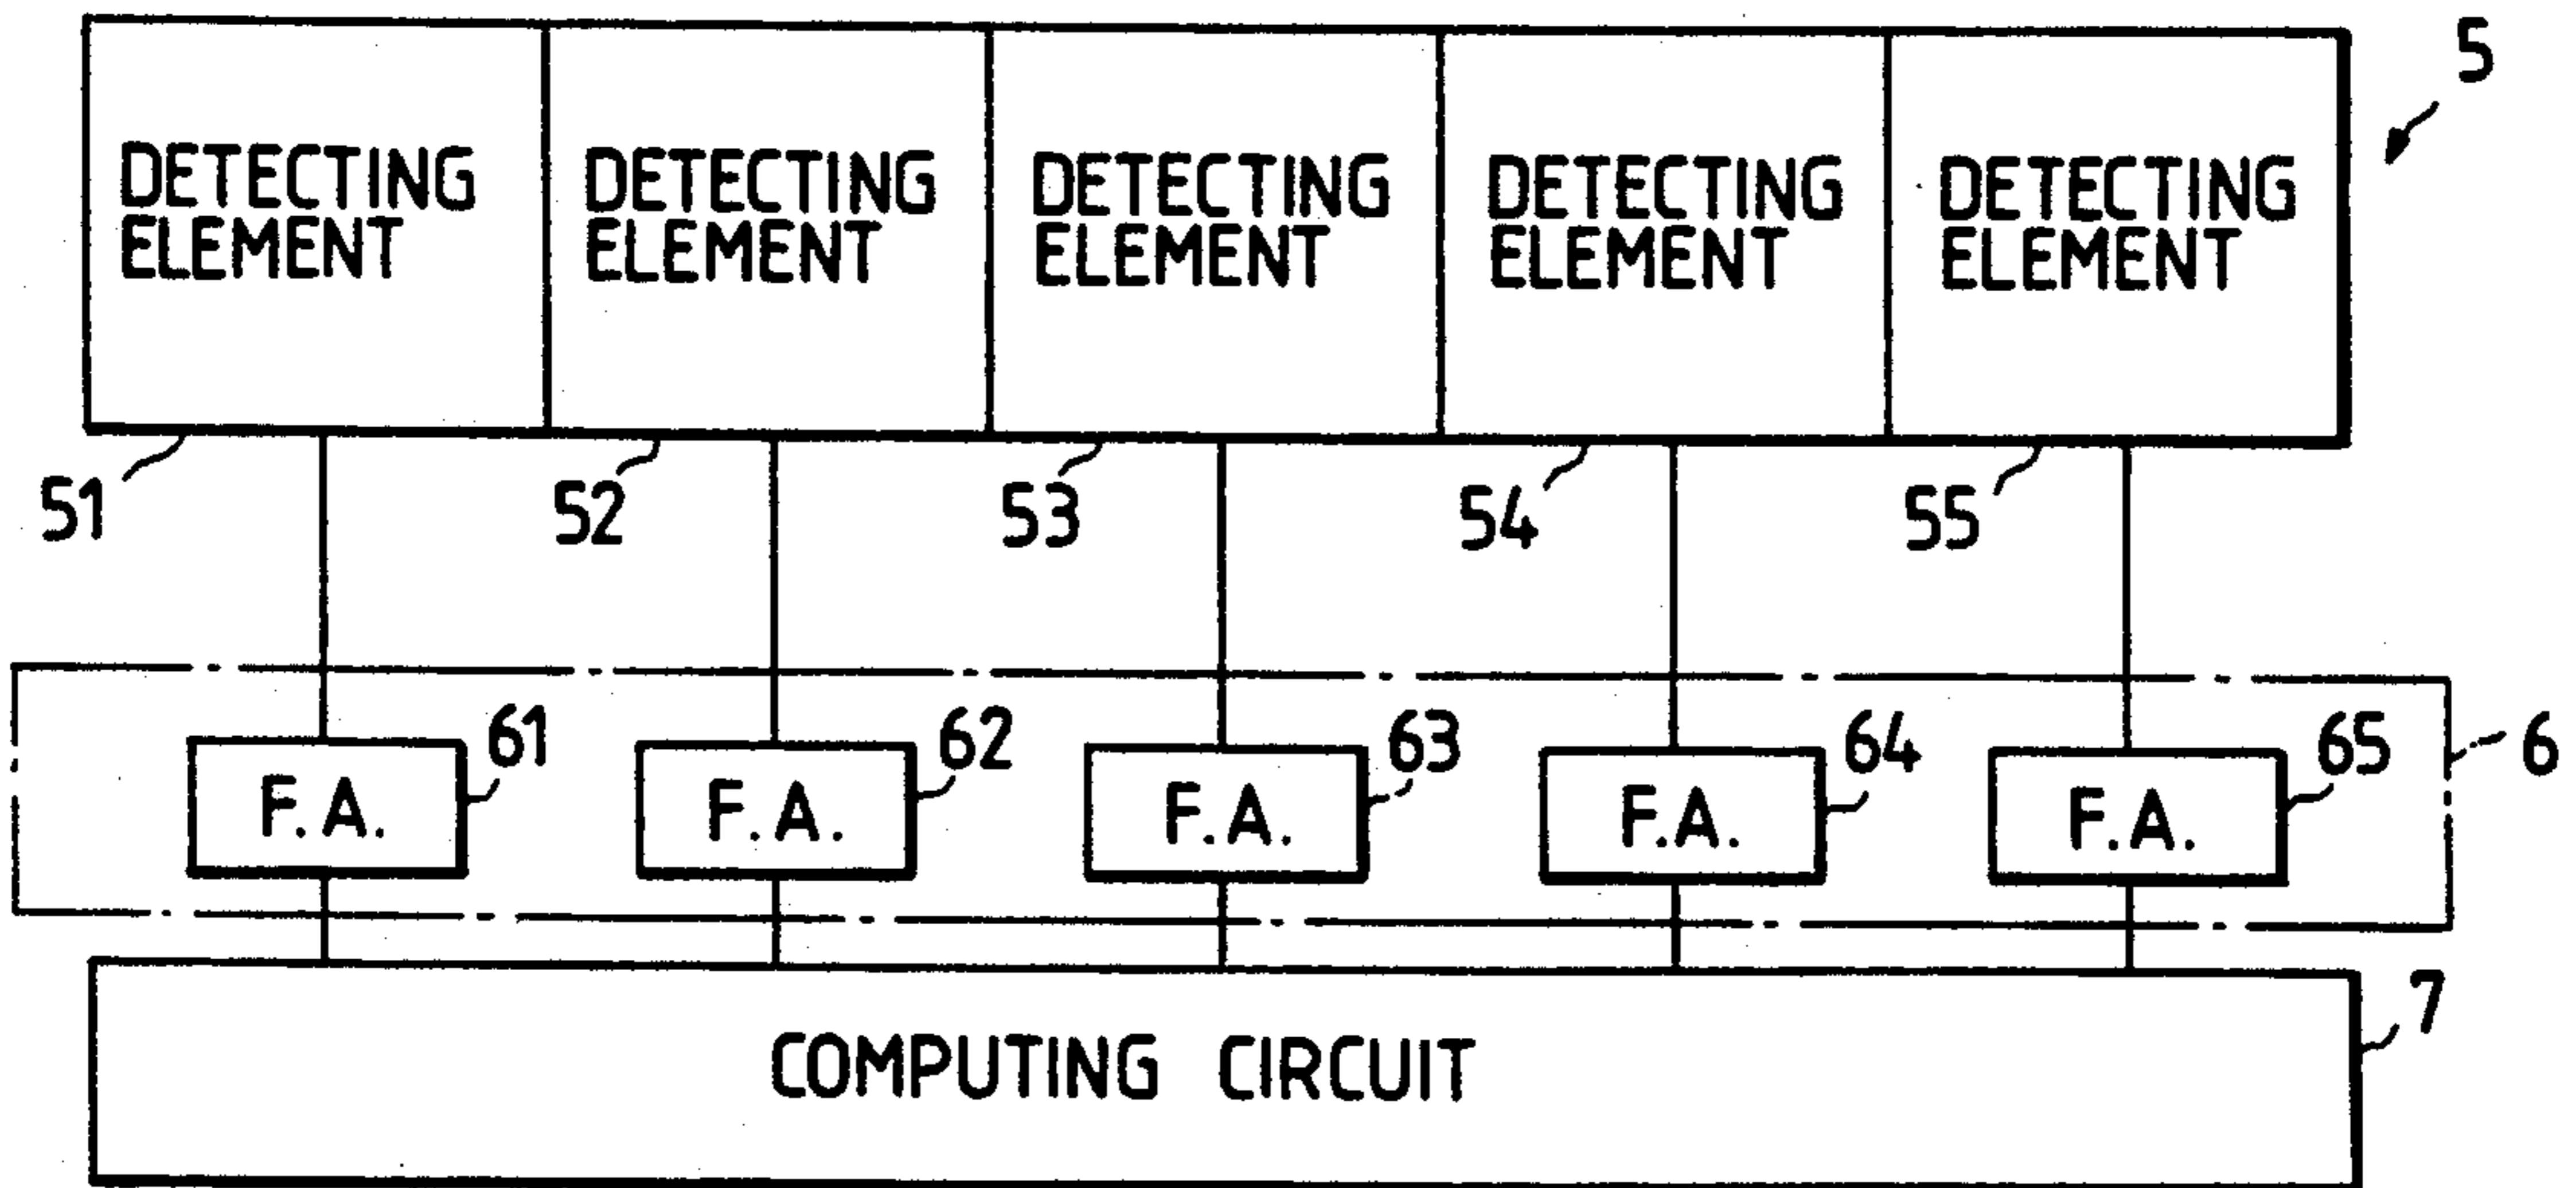 5
DETECTING
ELEMENT
DETECTING
ELEMENT
DETECTING
ELEMENT
DETECTING
ELEMENT
DETECTING
ELEMENT
51
52
53
54
55
F.A.
61
F.A.
62
F.A.
63
F.A.
64
F.A.
65
6
COMPUTING CIRCUIT
7